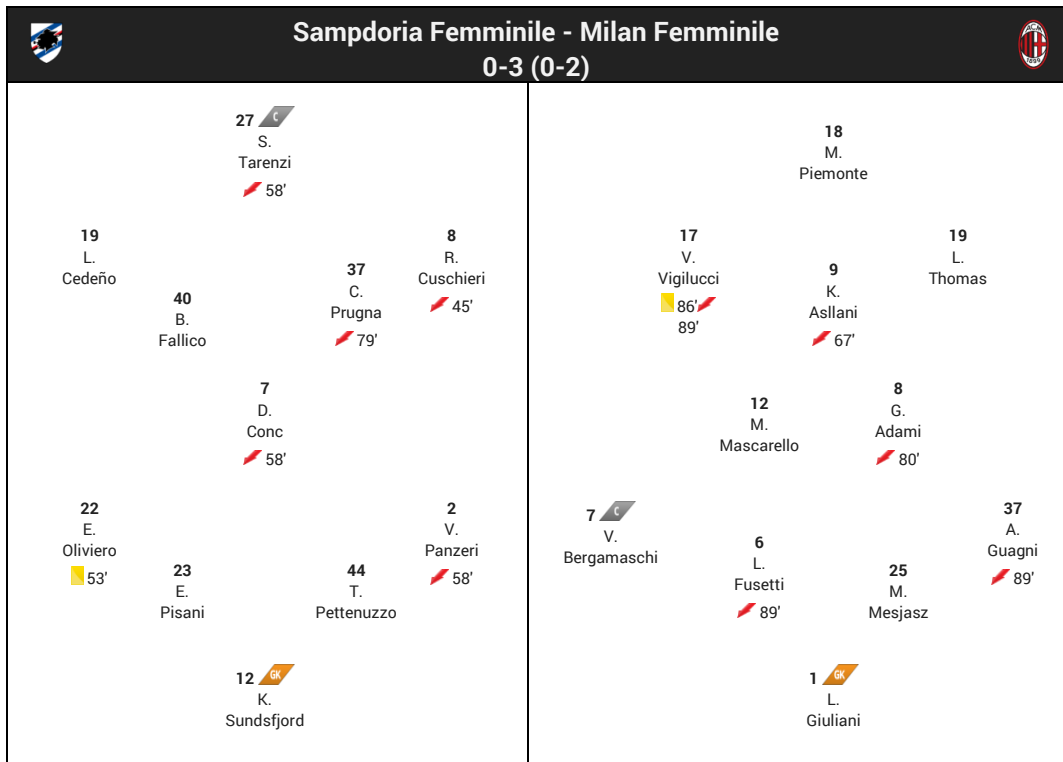 Sampdoria Femminile - Milan Femminile
0-3 (0-2)
ACM
1899
27 C
S.
Tarenzi
58'
19
L.
Cedeño
40
B.
Fallico
37
C.
Prugna
79'
8
R.
Cuschieri
45'
7
D.
Conc
58'
22
E.
Oliviero
53'
23
E.
Pisani
44
T.
Pettenuzzo
2
V.
Panzeri
58'
12 GK
K.
Sundsfjord
18
M.
Piemonte
17
V.
Vigilucci
86'
89'
9
K.
Asllani
67'
19
L.
Thomas
12
M.
Mascarello
8
G.
Adami
80'
7 C
V.
Bergamaschi
6
L.
Fusetti
89'
25
M.
Mesjasz
37
A.
Guagni
89'
1 GK
L.
Giuliani